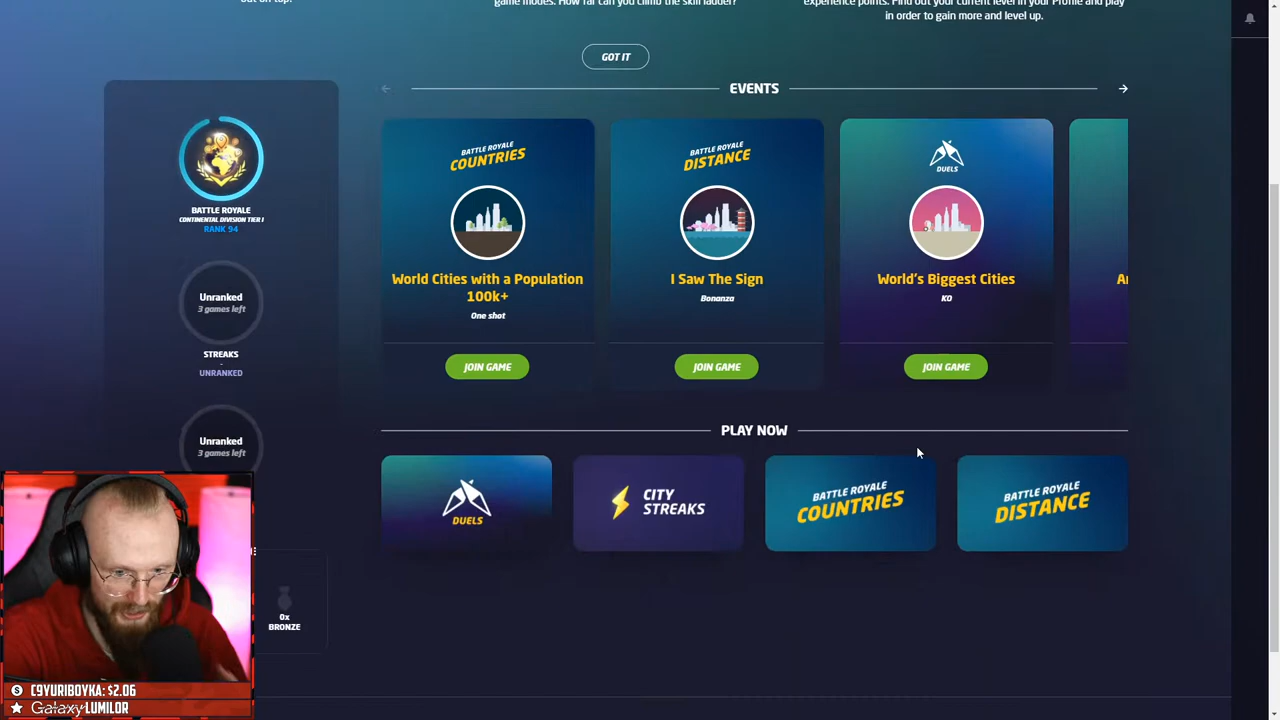 game modes. How far can you climb the skill ladder?
experience points. Find out your current level in your Profile and play
in order to gain more and level up.
GOT IT
EVENTS
BATTLE ROYALE
CONTINENTAL DIVISION TIER I
RANK 94
Unranked
3 games left
STREAKS
-
UNRANKED
Unranked
3 games left
0x
BRONZE
BATTLE ROYALE
COUNTRIES
World Cities with a Population
100k+
One shot
JOIN GAME
BATTLE ROYALE
DISTANCE
I Saw The Sign
Bonanza
JOIN GAME
DUELS
World's Biggest Cities
KO
JOIN GAME
PLAY NOW
DUELS
CITY
STREAKS
BATTLE ROYALE
COUNTRIES
BATTLE ROYALE
DISTANCE
C9YURIBOYKA: $2.06
GalaxyLUMILOR